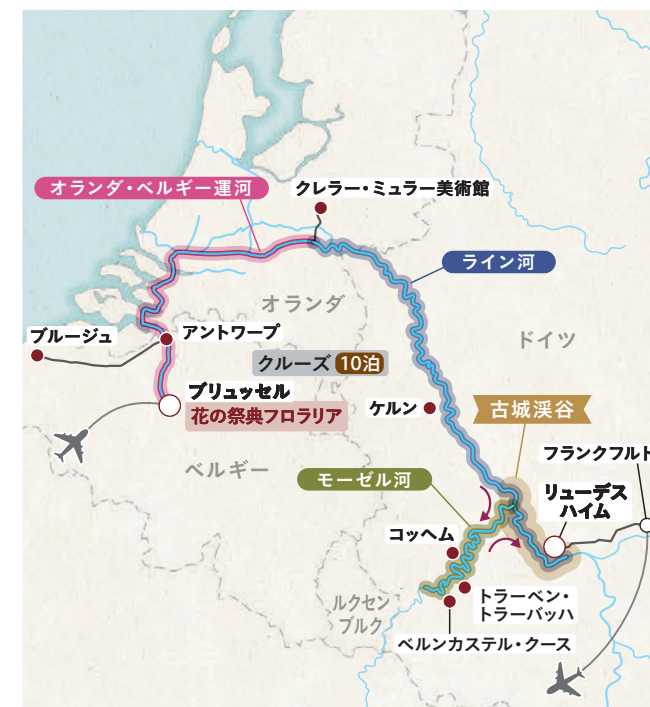 オランダ・ベルギー運河
クレラー・ミュラー美術館
ライン河
オランダ
ブルージュ
アントワープ
ドイツ
クルーズ 10泊
ブリュッセル
花の祭典フロラリア
ケルン
古城渓谷
ベルギー
モーゼル河
フランクフルト
リューデス
ハイム
コッヘム
ルクセン
ブルク
トラーベン・
トラーバッハ
ベルンカステル・クース